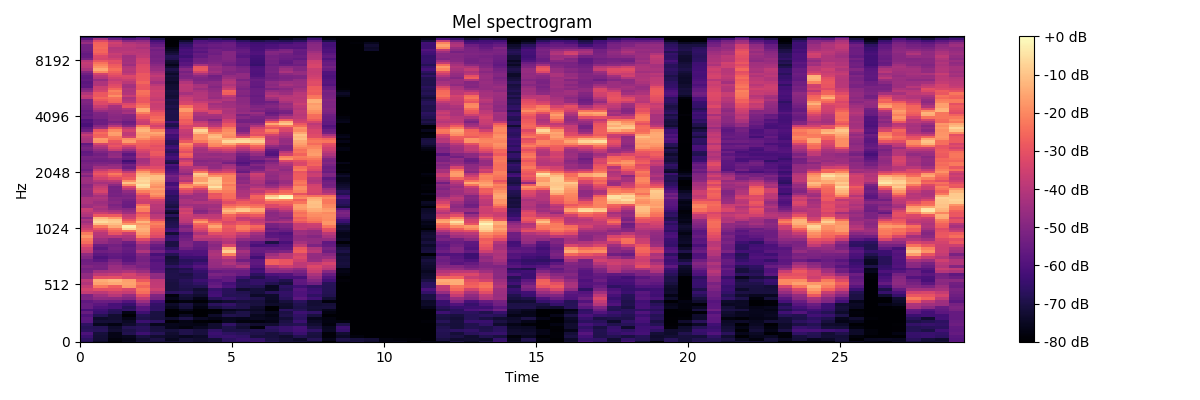 Mel spectrogram
Hz
8192
4096
2048
1024
512
0
0 5 10 15 20 25
Time
+0 dB
-10 dB
-20 dB
-30 dB
-40 dB
-50 dB
-60 dB
-70 dB
-80 dB